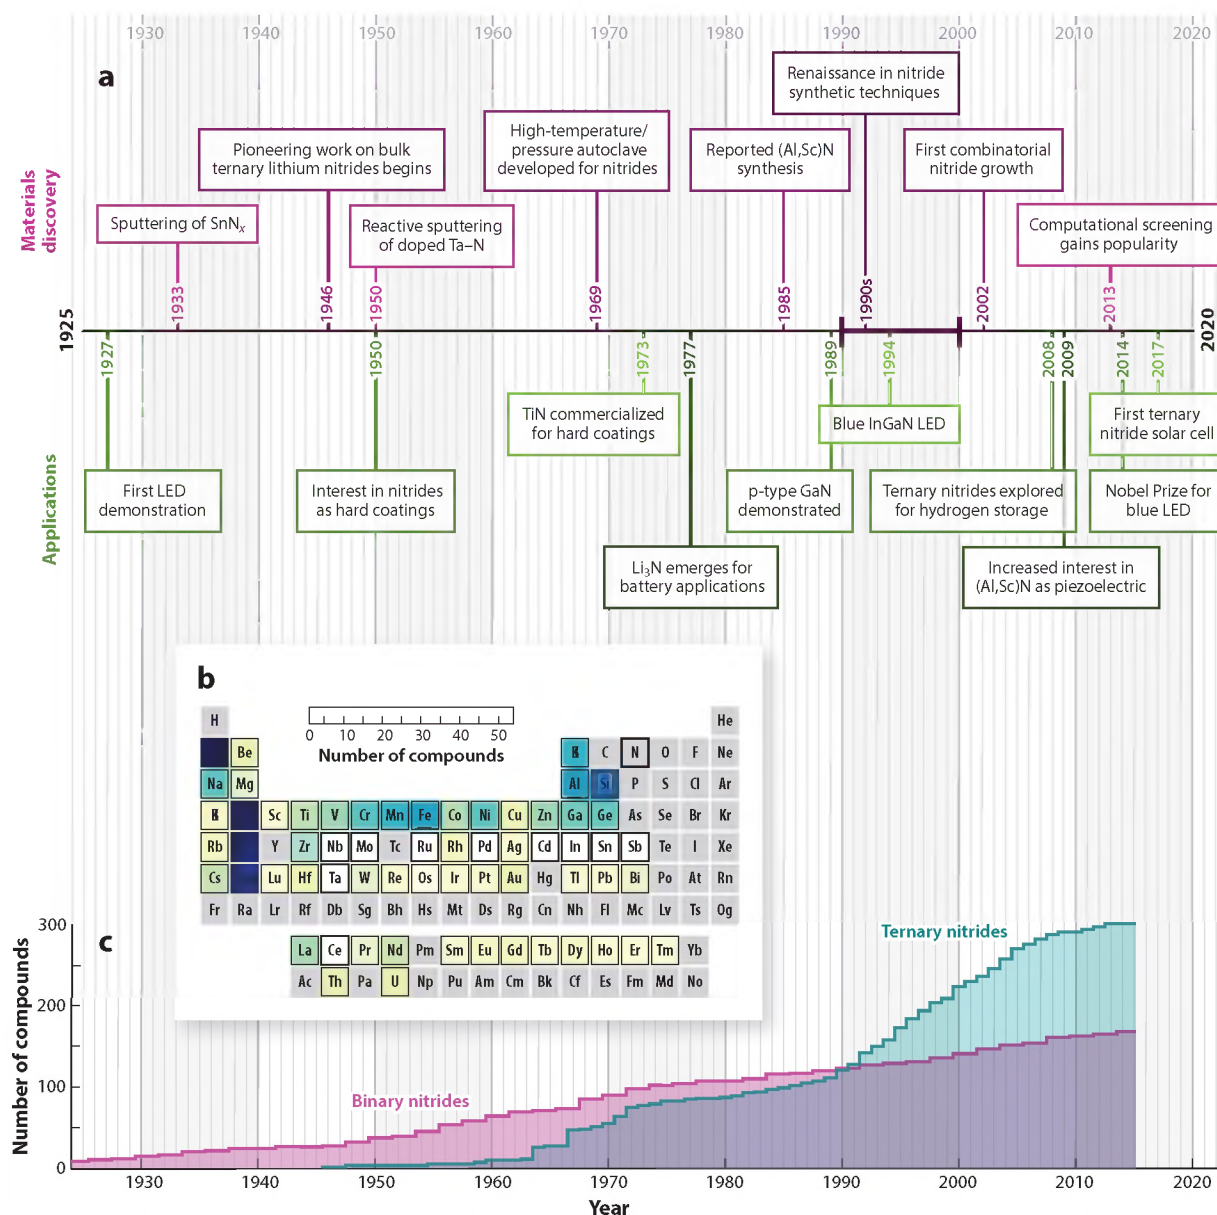 1930 1940 1950 1960 1970 1980 1990 2000 2010 2020
a
Materials
discovery
Renaissance in nitride
synthetic techniques
Pioneering work on bulk
ternary lithium nitrides begins
High-temperature/
pressure autoclave
developed for nitrides
Reported (Al,Sc)N
synthesis
First combinatorial
nitride growth
Sputtering of SnNx
Reactive sputtering
of doped Ta–N
Computational screening
gains popularity
1933 1946 1950 1969 1985 1990s 2002 2013
1925 2020
1927 1950 1973 1977 1989 1994 2008 2009 2014 2017
Applications
TiN commercialized
for hard coatings
Blue InGaN LED
First ternary
nitride solar cell
First LED
demonstration
Interest in nitrides
as hard coatings
p-type GaN
demonstrated
Ternary nitrides explored
for hydrogen storage
Nobel Prize for
blue LED
Li3N emerges for
battery applications
Increased interest in
(Al,Sc)N as piezoelectric
b
0 10 20 30 40 50
Number of compounds
H He
Be C N O F Ne
Na Mg Al Si P S Cl Ar
Sc Ti V Cr Mn Fe Co Ni Cu Zn Ga Ge As Se Br Kr
Rb Y Zr Nb Mo Tc Ru Rh Pd Ag Cd In Sn Sb Te I Xe
Cs Lu Hf Ta W Re Os Ir Pt Au Hg Tl Pb Bi Po At Rn
Fr Ra Lr Rf Db Sg Bh Hs Mt Ds Rg Cn Nh Fl Mc Lv Ts Og
La Ce Pr Nd Pm Sm Eu Gd Tb Dy Ho Er Tm Yb
Ac Th Pa U Np Pu Am Cm Bk Cf Es Fm Md No
c
Number of compounds
300
200
100
0
Ternary nitrides
Binary nitrides
1930 1940 1950 1960 1970 1980 1990 2000 2010 2020
Year